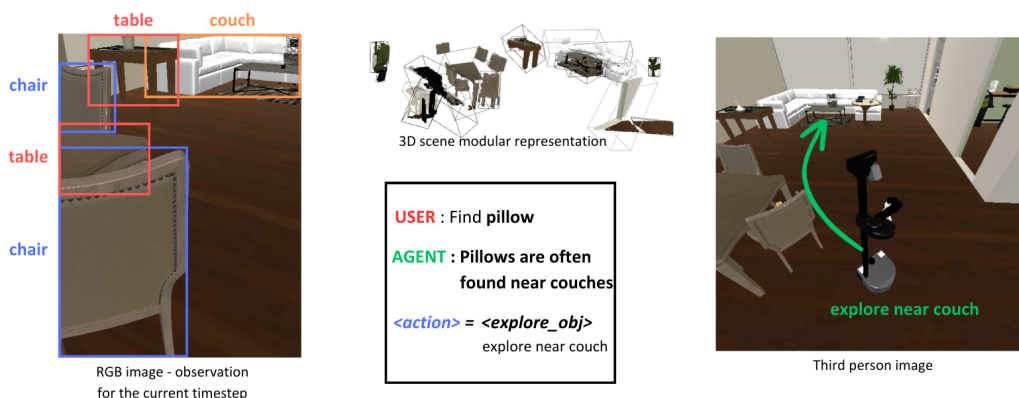 table
couch
chair
table
chair
RGB image - observation
for the current timestep
3D scene modular representation
USER : Find pillow
AGENT : Pillows are often
found near couches
<action> = <explore_obj>
explore near couch
explore near couch
Third person image